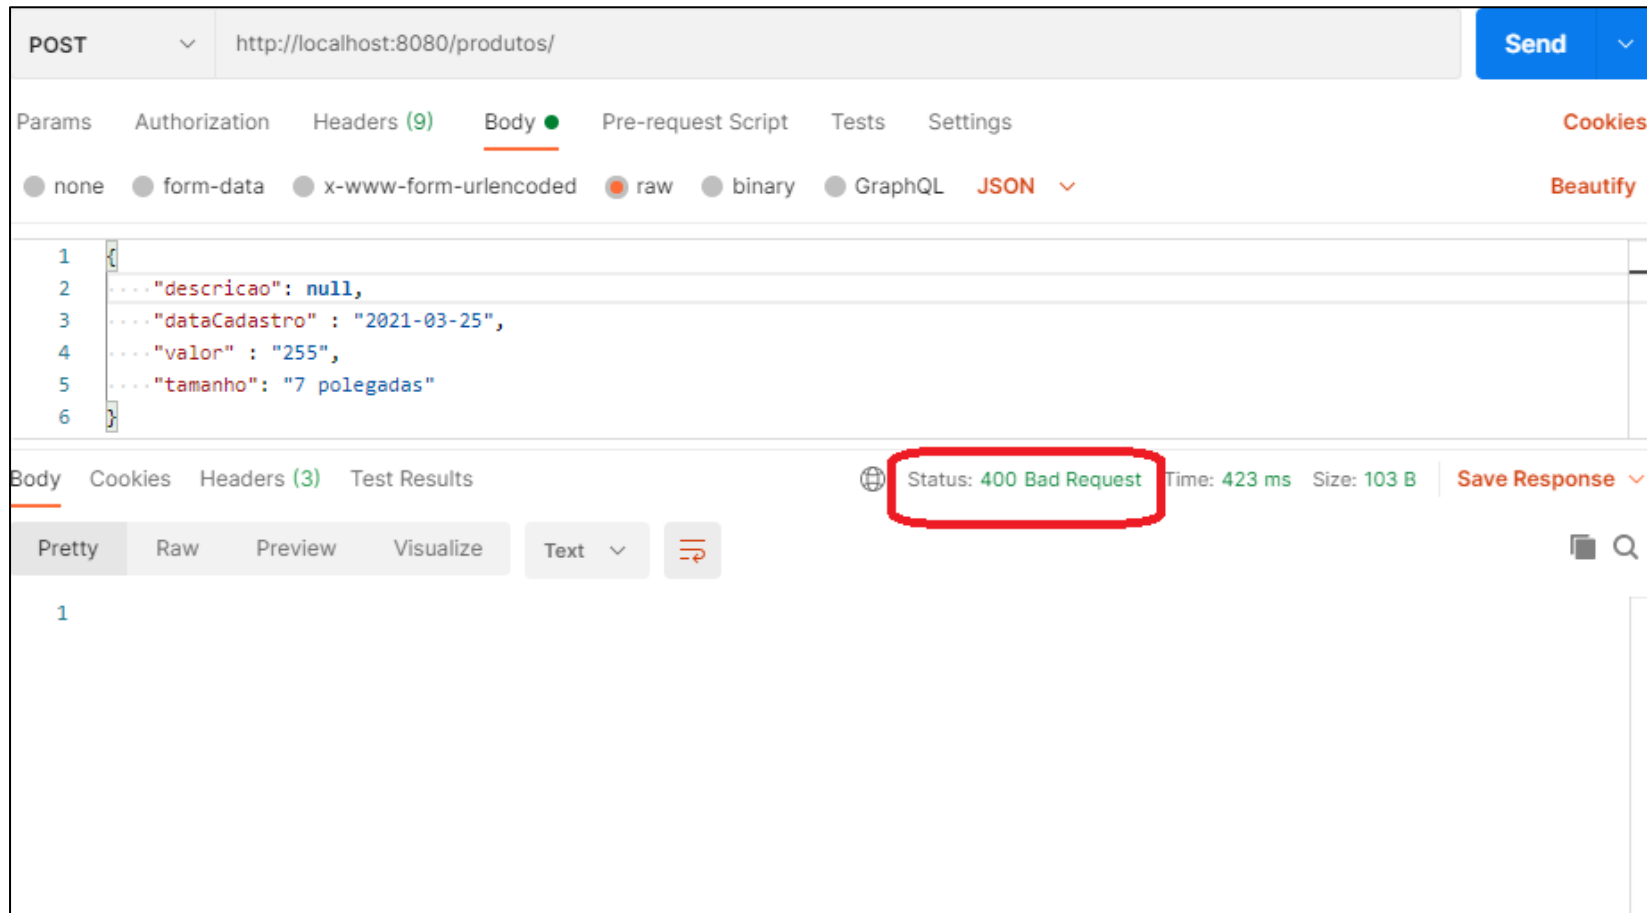 POST http://localhost:8080/produtos/ Send
Params Authorization Headers (9) Body Pre-request Script Tests Settings Cookies
none form-data x-www-form-urlencoded raw binary GraphQL JSON Beautify
1 {
2 "descricao": null,
3 "dataCadastro" : "2021-03-25",
4 "valor" : "255",
5 "tamanho": "7 polegadas"
6 }
Body Cookies Headers (3) Test Results Status: 400 Bad Request Time: 423 ms Size: 103 B Save Response
Pretty Raw Preview Visualize Text
1